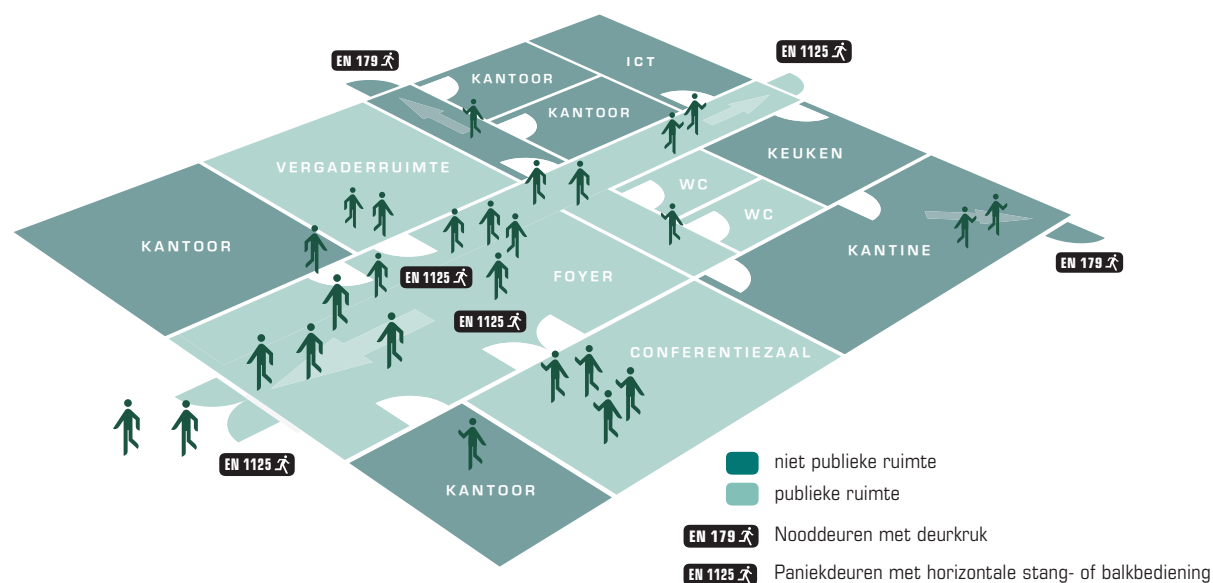 EN 179
EN 1125
ICT
KANTOOR
KANTOOR
KEUKEN
VERGADERRUIMTE
WC
WC
KANTOOR
KANTINE
EN 179
EN 1125
FOYER
EN 1125
CONFERENTIEZAAL
EN 1125
KANTOOR
niet publieke ruimte
publieke ruimte
EN 179 Nooddeuren met deurkruk
EN 1125 Paniekdeuren met horizontale stang- of balkbediening